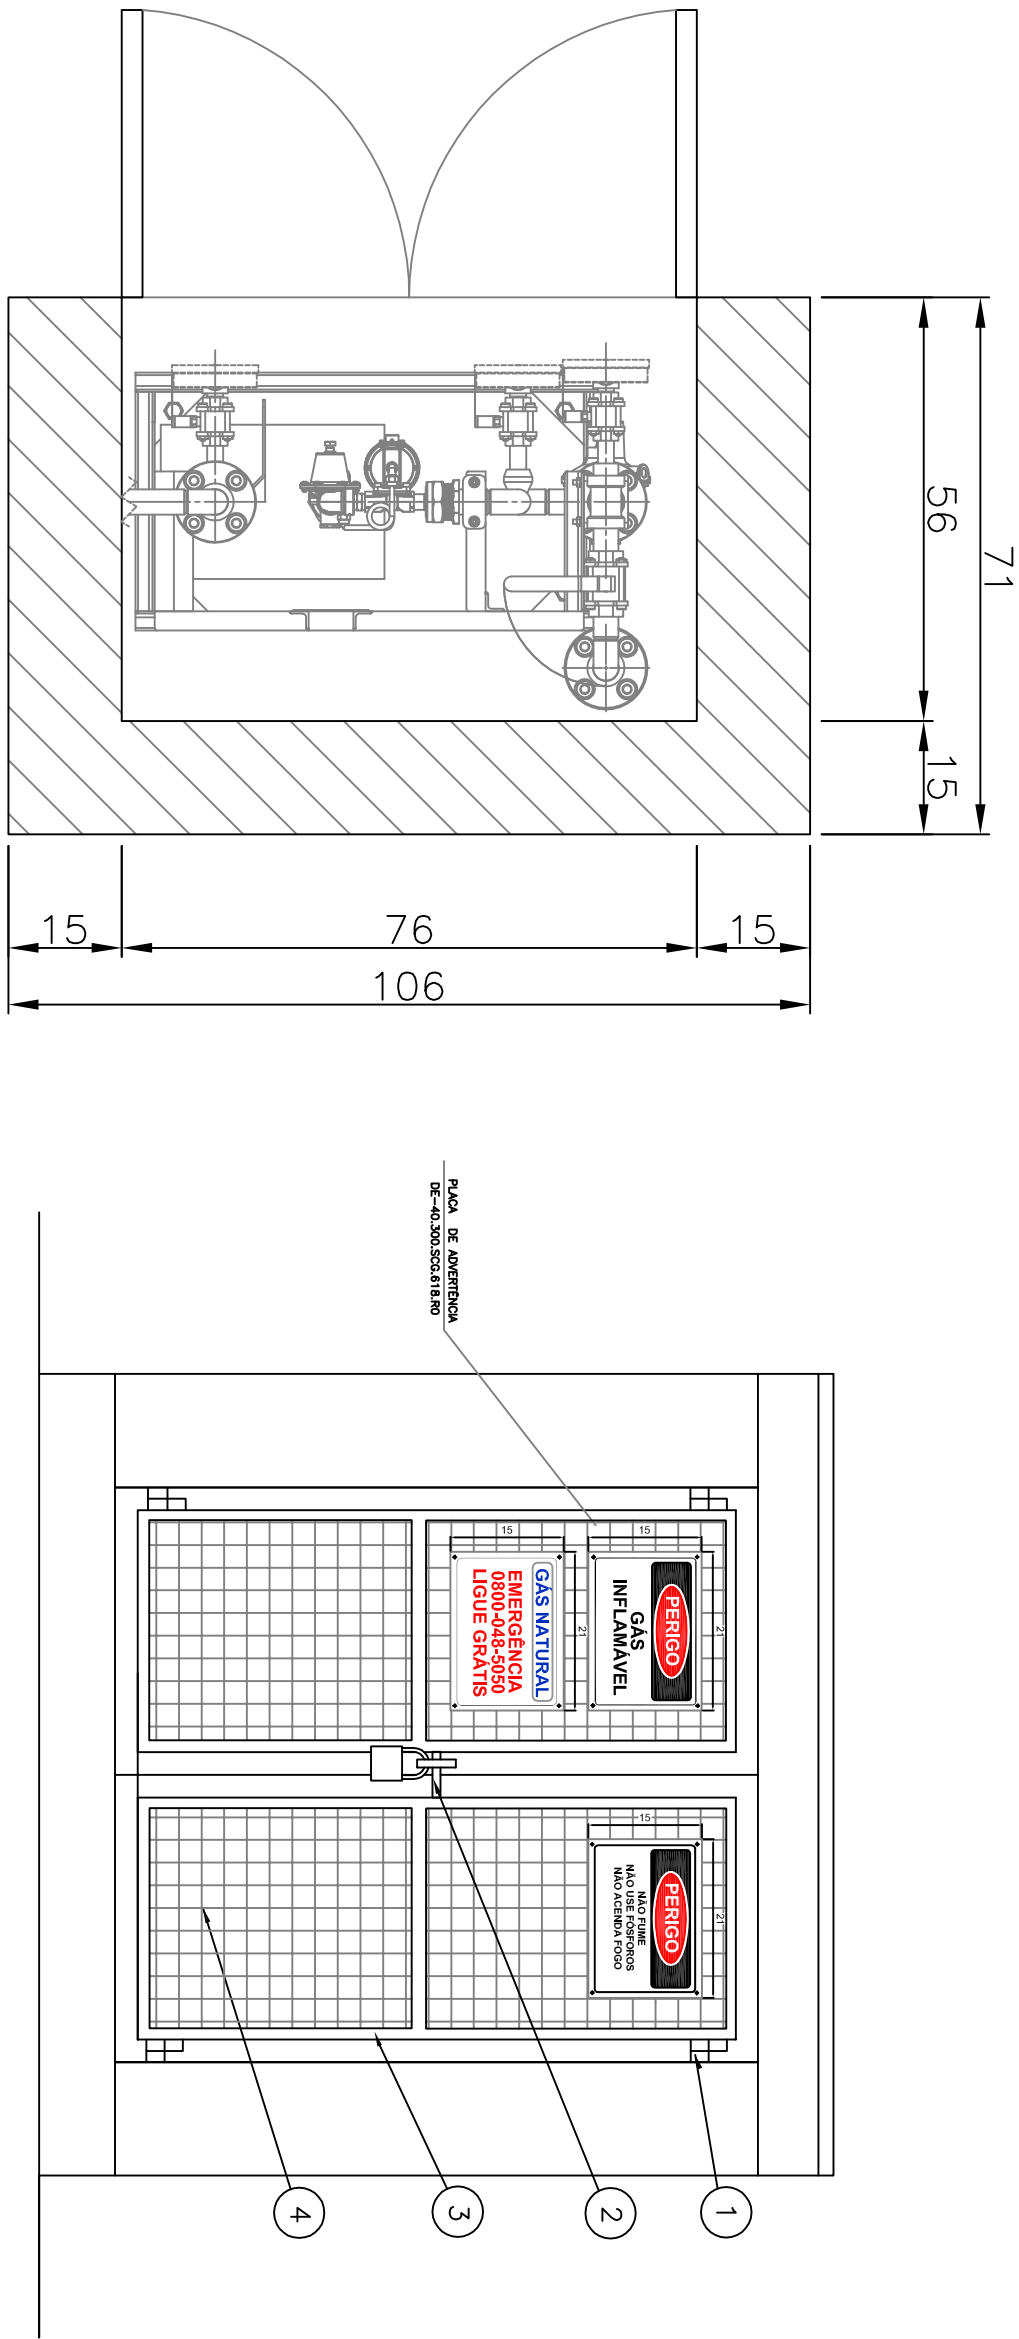 56
71
15
15
76
15
106
PLACA DE ADVERTÊNCIA
DE-40.300.SCG.618.R0
15
15
21
21
PERIGO
GÁS
INFLAMÁVEL
GÁS NATURAL
EMERGÊNCIA
0800-048-5050
LIGUE GRÁTIS
15
21
PERIGO
NÃO FUME
NÃO USE FÓSFOROS
NÃO ACENDA FOGO
1
2
3
4